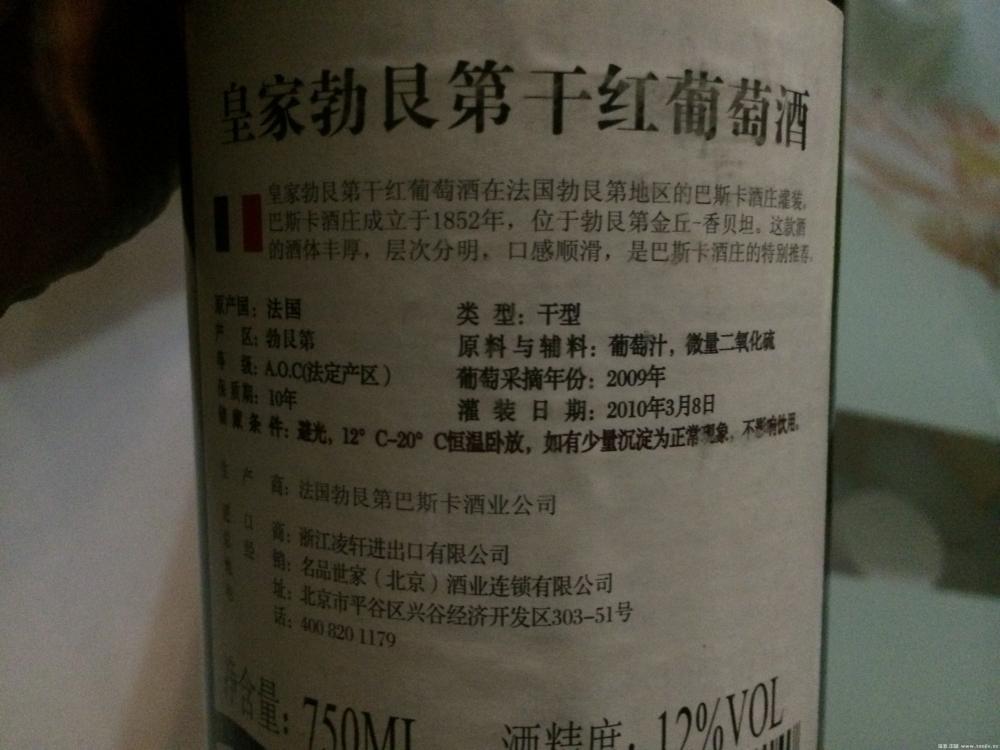 皇家勃艮第干红葡萄酒
皇家勃艮第干红葡萄酒在法国勃艮第地区的巴斯卡酒庄灌装。
巴斯卡酒庄成立于1852年，位于勃艮第金丘-香贝坦。这款酒
的酒体丰厚，层次分明，口感顺滑，是巴斯卡酒庄的特别推荐。
原产国：法国
类 型：干型
产 区：勃艮第
原料与辅料：葡萄汁，微量二氧化硫
等 级：A.O.C(法定产区）
葡萄采摘年份：2009年
保质期：10年
灌装日期：2010年3月8日
储藏条件：避光，12°C-20°C恒温卧放，如有少量沉淀为正常现象，不影响饮用。
生产商：法国勃艮第巴斯卡酒业公司
进口商：浙江凌轩进出口有限公司
经销：名品世家（北京）酒业连锁有限公司
址：北京市平谷区兴谷经济开发区303-51号
话：400 820 1179
净含量：750ML
酒精度：12%VOL